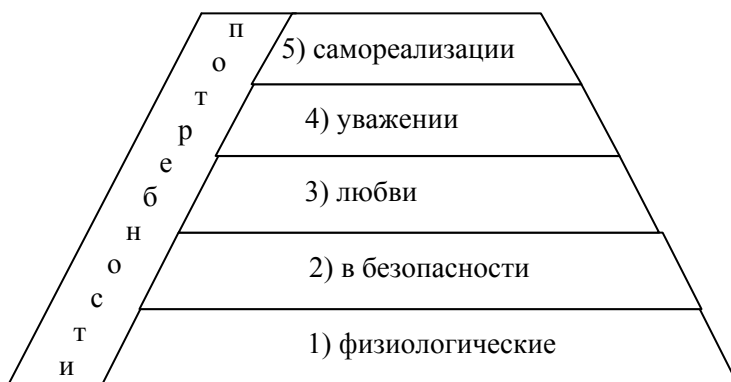 потребности
5) самореализации
4) уважении
3) любви
2) в безопасности
1) физиологические